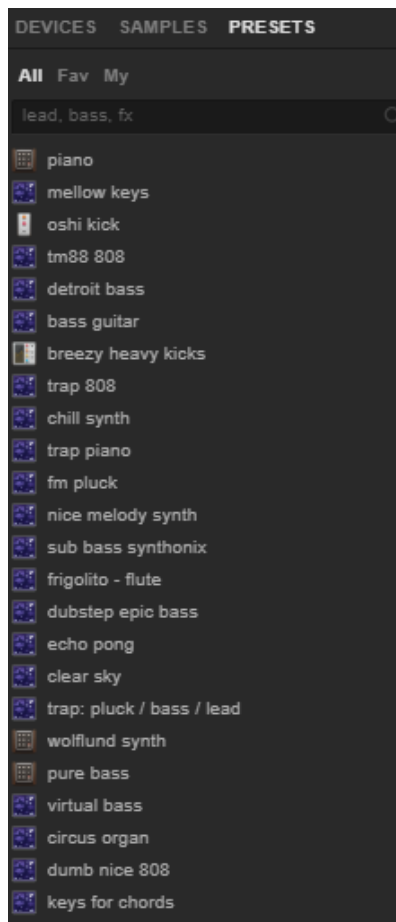 DEVICES SAMPLES PRESETS
All Fav My
lead, bass, fx
piano
mellow keys
oshi kick
tm88 808
detroit bass
bass guitar
breezy heavy kicks
trap 808
chill synth
trap piano
fm pluck
nice melody synth
sub bass synthonix
frigolito - flute
dubstep epic bass
echo pong
clear sky
trap: pluck / bass / lead
wolflund synth
pure bass
virtual bass
circus organ
dumb nice 808
keys for chords